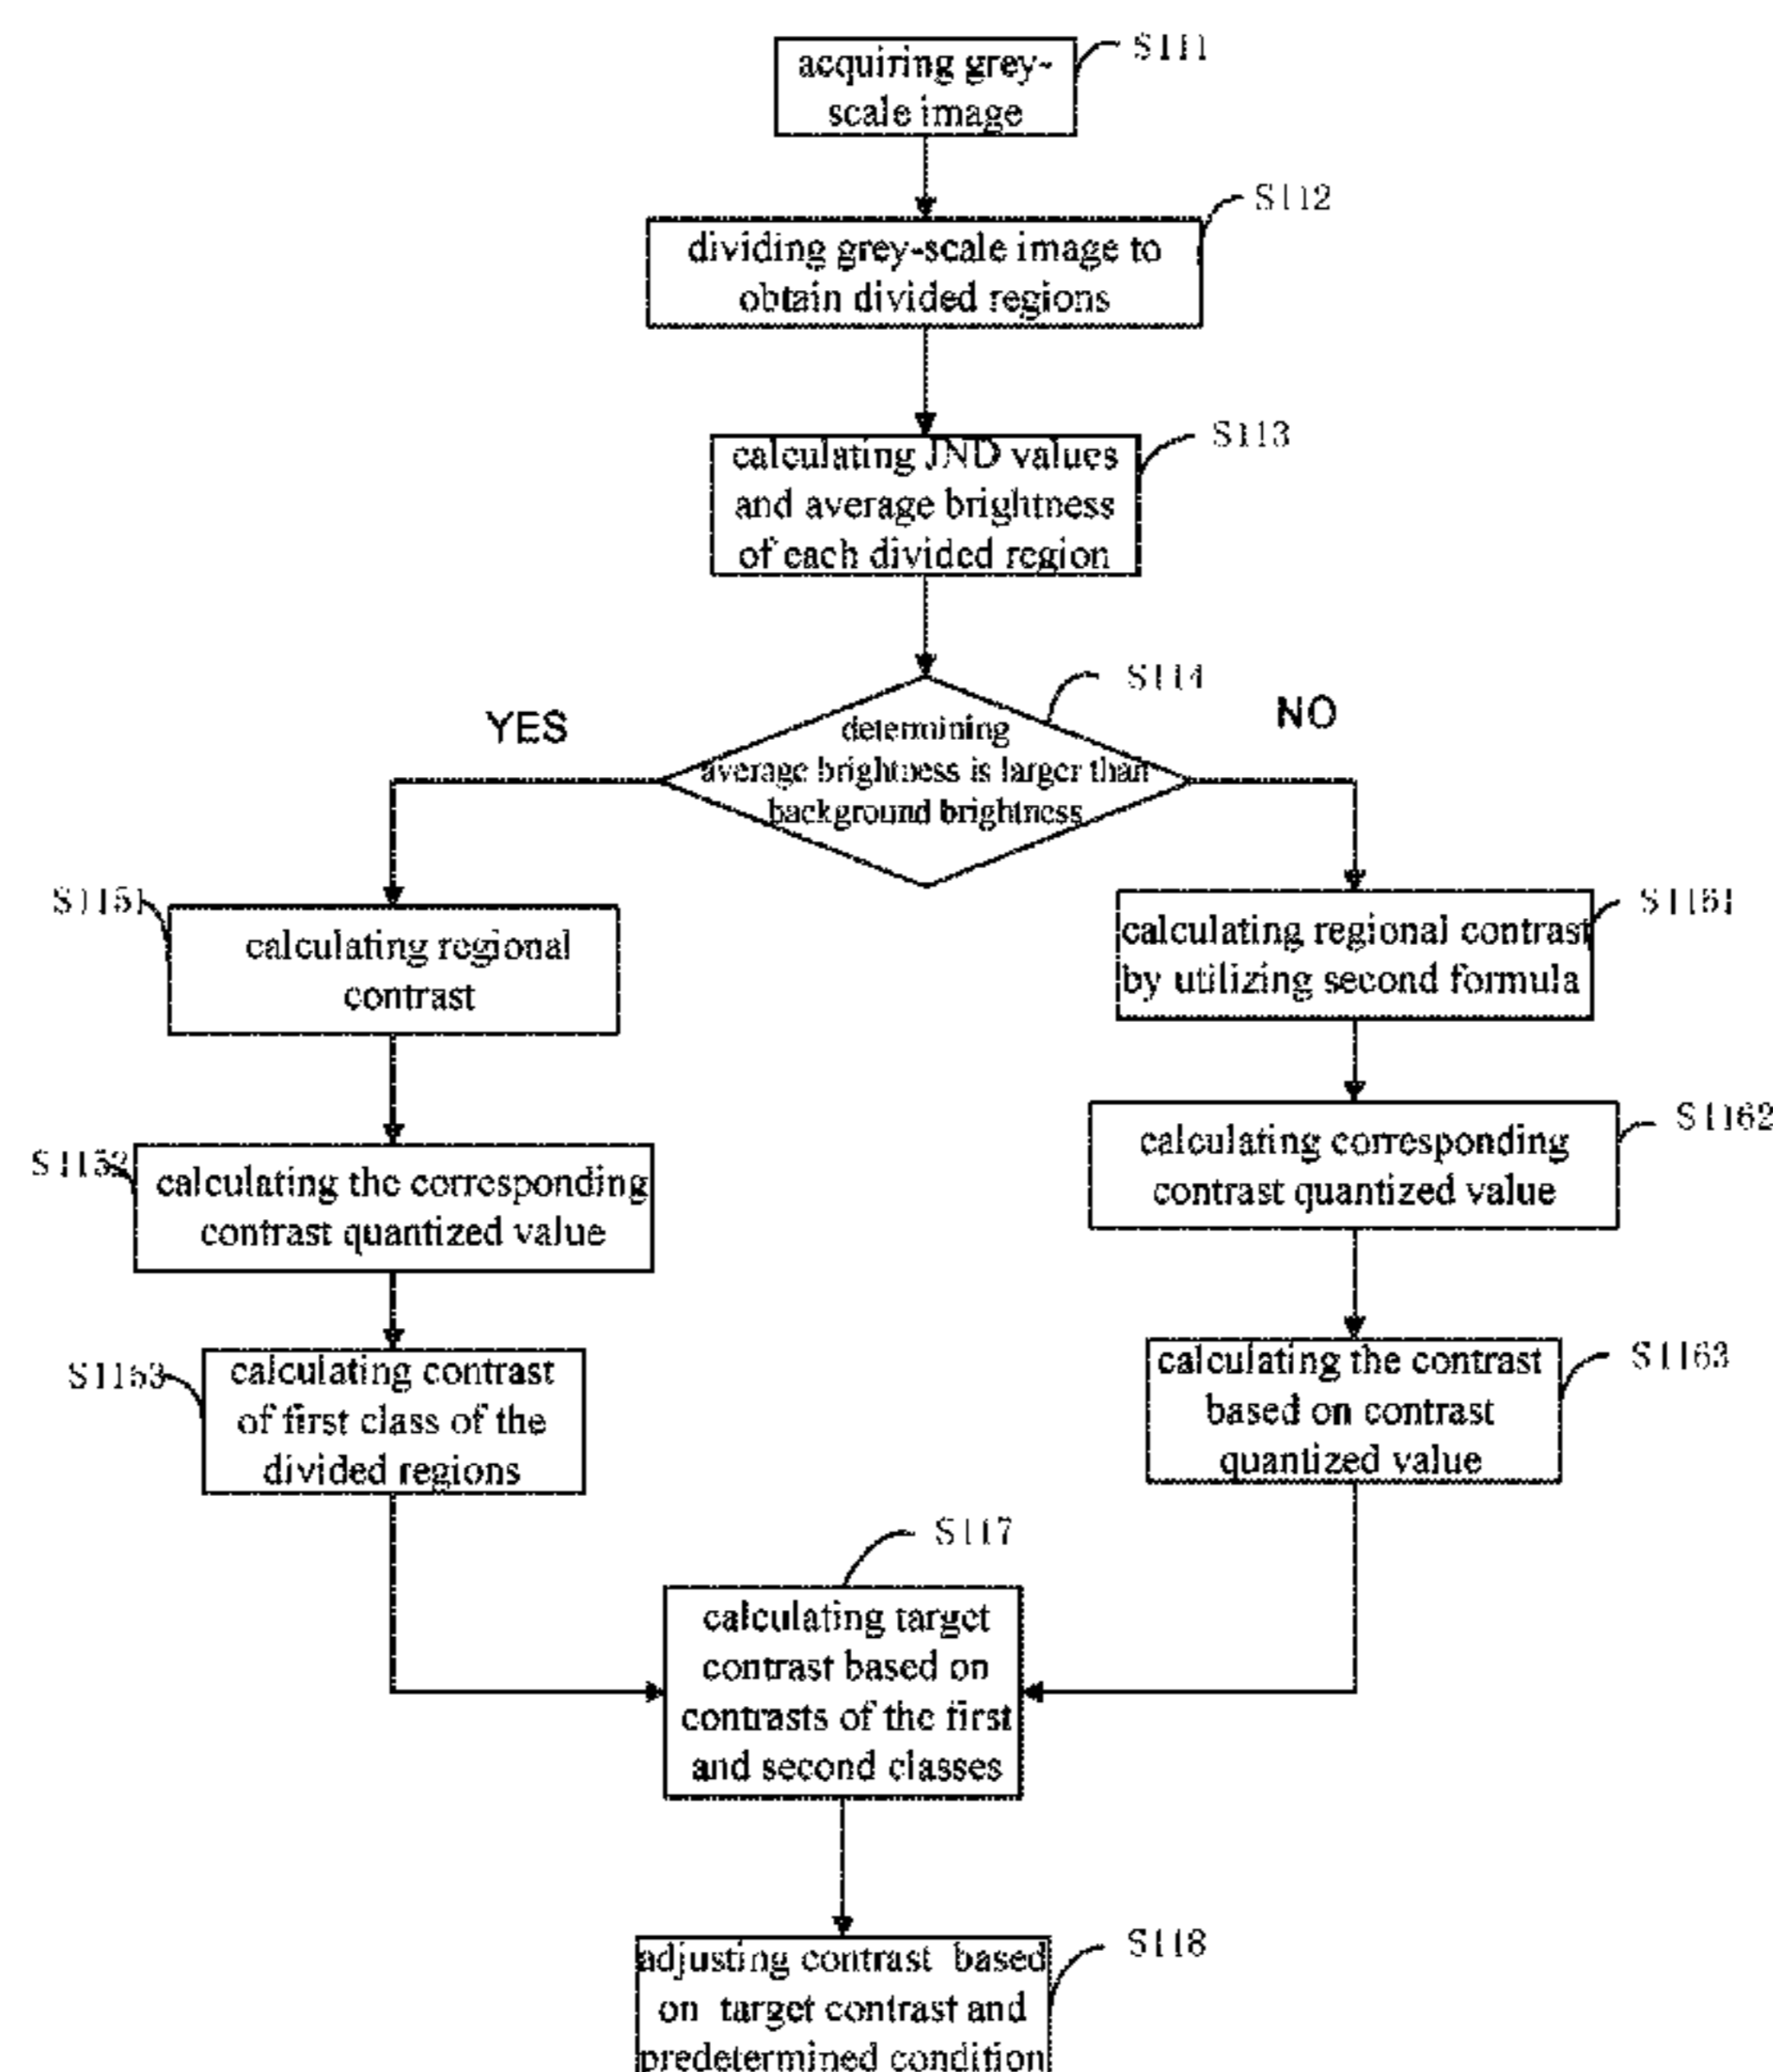 acquiring grey-
scale image
S111
dividing grey-scale image to
obtain divided regions
S112
calculating JND values
and average brightness
of each divided region
S113
determining
average brightness is larger than
background brightness
S114
YES
NO
calculating regional
contrast
S1151
calculating regional contrast
by utilizing second formula
S1161
calculating the corresponding
contrast quantized value
S1152
calculating corresponding
contrast quantized value
S1162
calculating contrast
of first class of the
divided regions
S1153
calculating the contrast
based on contrast
quantized value
S1163
calculating target
contrast based on
contrasts of the first
and second classes
S117
adjusting contrast based
on target contrast and
predetermined condition
S118